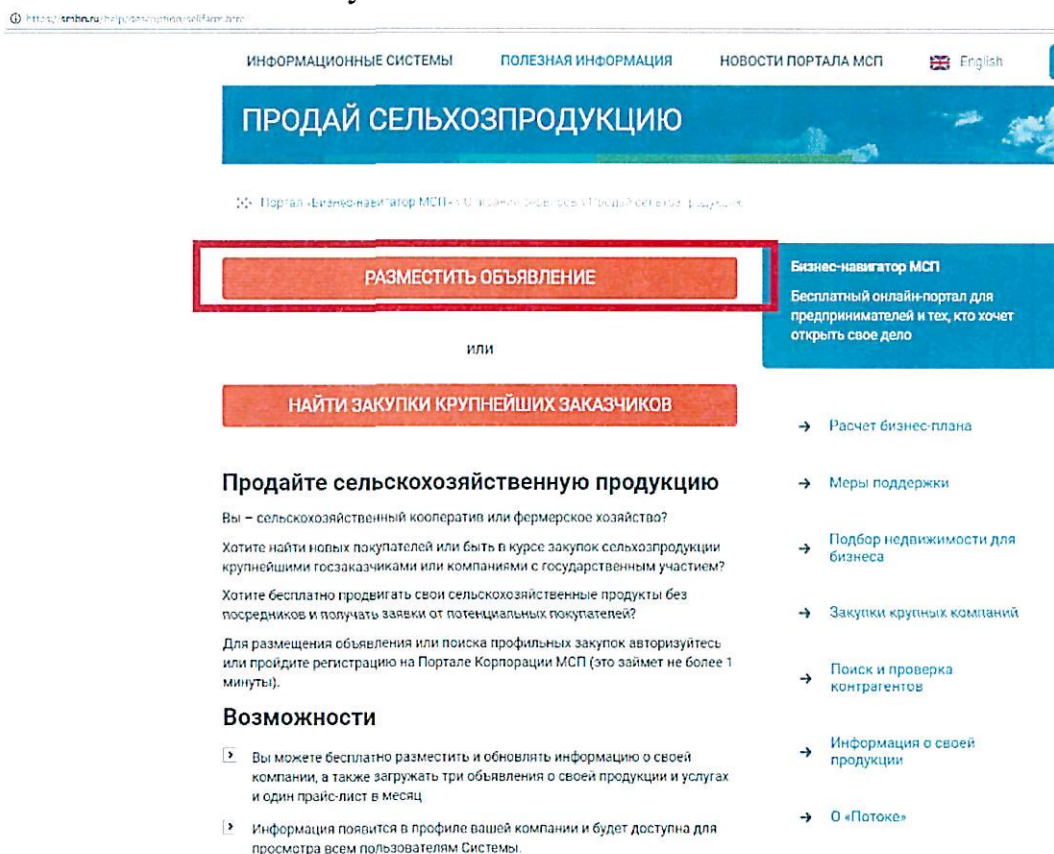 smbn.ru
ИНФОРМАЦИОННЫЕ СИСТЕМЫ
ПОЛЕЗНАЯ ИНФОРМАЦИЯ
НОВОСТИ ПОРТАЛА МСП
English
ПРОДАЙ СЕЛЬХОЗПРОДУКЦИЮ
Портал «Бизнес-навигатор МСП»
РАЗМЕСТИТЬ ОБЪЯВЛЕНИЕ
или
НАЙТИ ЗАКУПКИ КРУПНЕЙШИХ ЗАКАЗЧИКОВ
Продайте сельскохозяйственную продукцию
Вы – сельскохозяйственный кооператив или фермерское хозяйство?
Хотите найти новых покупателей или быть в курсе закупок сельхозпродукции
крупнейшими госзаказчиками или компаниями с государственным участием?
Хотите бесплатно продвигать свои сельскохозяйственные продукты без
посредников и получать заявки от потенциальных покупателей?
Для размещения объявления или поиска профильных закупок авторизуйтесь
или пройдите регистрацию на Портале Корпорации МСП (это займет не более 1
минуты).
Возможности
Вы можете бесплатно разместить и обновлять информацию о своей
компании, а также загружать три объявления о своей продукции и услугах
и один прайс-лист в месяц
Информация появится в профиле вашей компании и будет доступна для
просмотра всем пользователям Системы.
Бизнес-навигатор МСП
Бесплатный онлайн-портал для
предпринимателей и тех, кто хочет
открыть свое дело
Расчет бизнес-плана
Меры поддержки
Подбор недвижимости для
бизнеса
Закупки крупных компаний
Поиск и проверка
контрагентов
Информация о своей
продукции
О «Потоке»